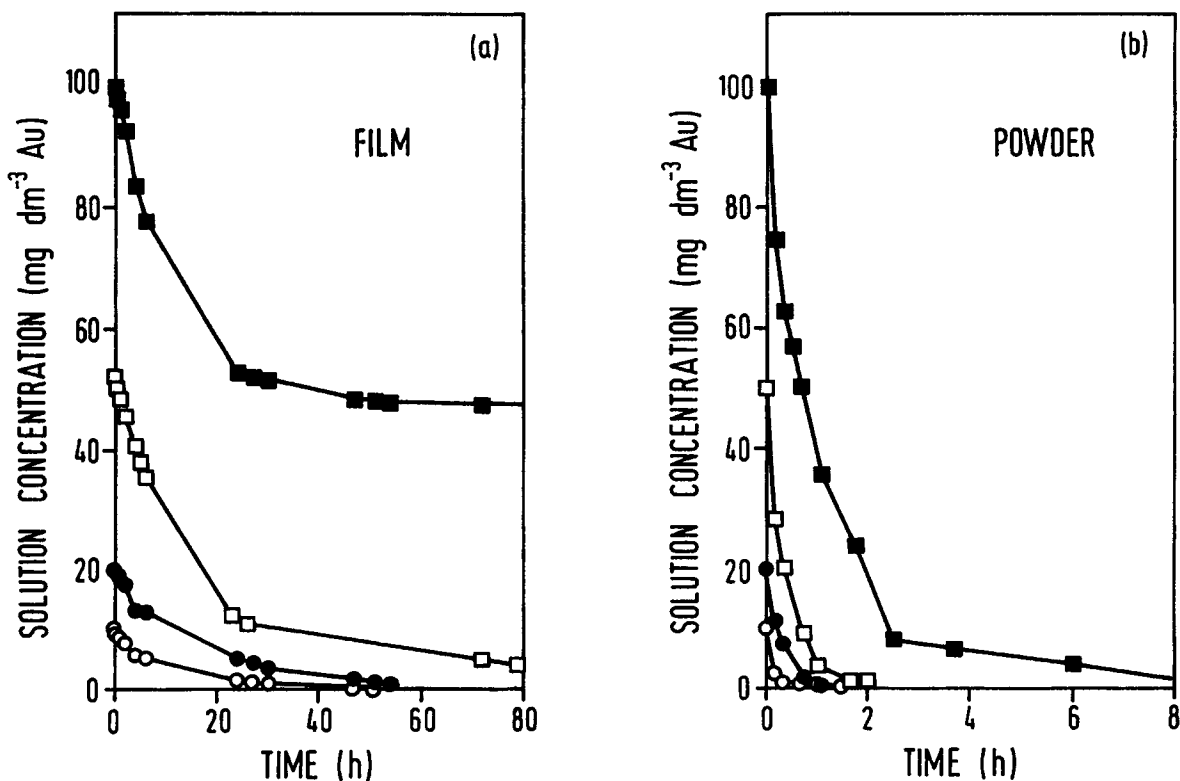 (a)
FILM
SOLUTION CONCENTRATION (mg dm⁻³ Au)
100
80
60
40
20
0
0 20 40 60 80
TIME (h)
(b)
POWDER
SOLUTION CONCENTRATION (mg dm⁻³ Au)
100
80
60
40
20
0
0 2 4 6 8
TIME (h)